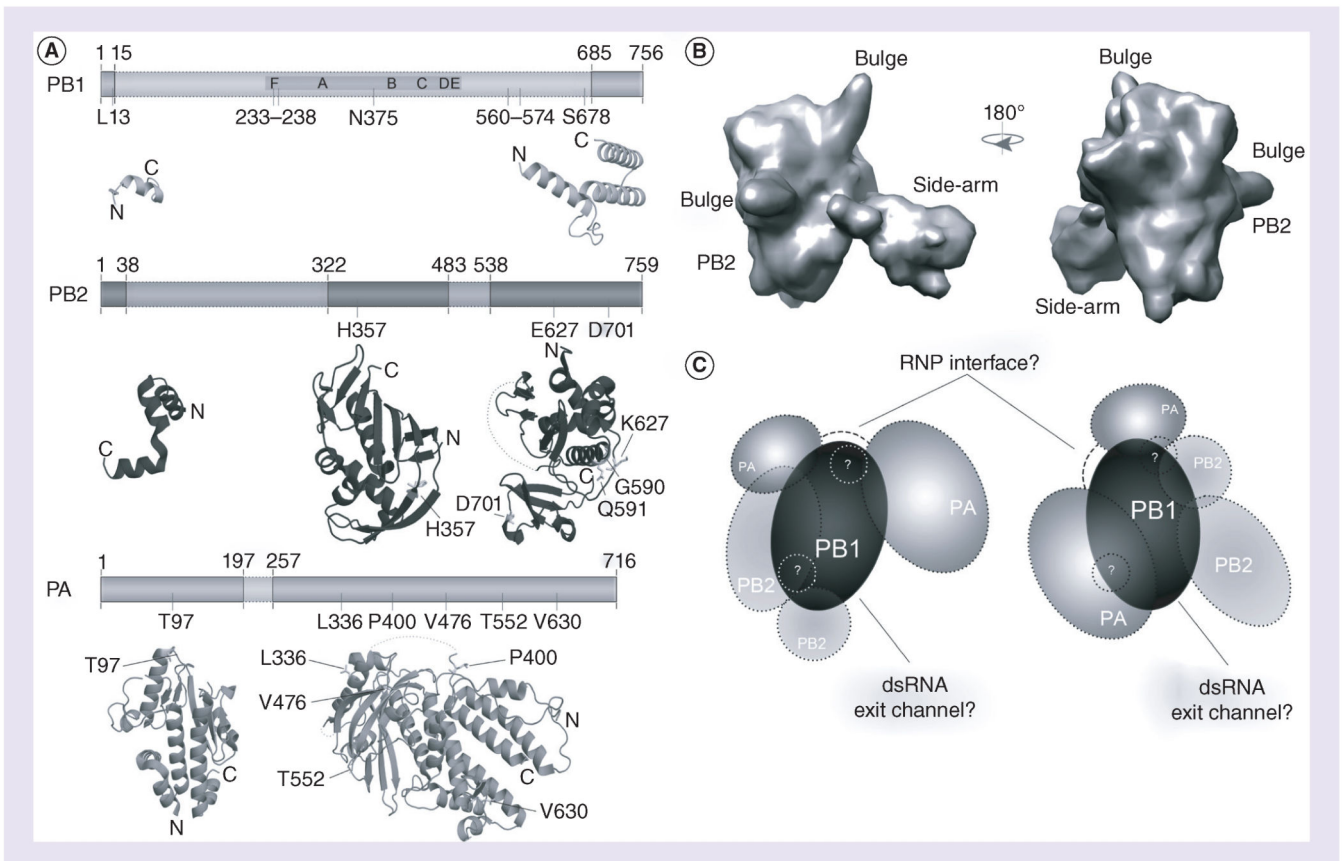 A
1 15 685 756
PB1
F A B C DE
L13 233–238 N375 560–574 S678
N C
N C
1 38 322 483 538 759
PB2
H357 E627 D701
C N
C N H357
N K627 G590 Q591 C D701
1 197 257 716
PA
T97 L336 P400 V476 T552 V630
T97 C N
L336 P400 V476 N C T552 V630
B
Bulge
Bulge
PB2
Side-arm
180°
Bulge
Bulge
PB2
Side-arm
C
RNP interface?
PA
?
PA
PB1
?
PB2
PB2
dsRNA
exit channel?
PA
?
PB2
PB1
?
PB2
PA
dsRNA
exit channel?